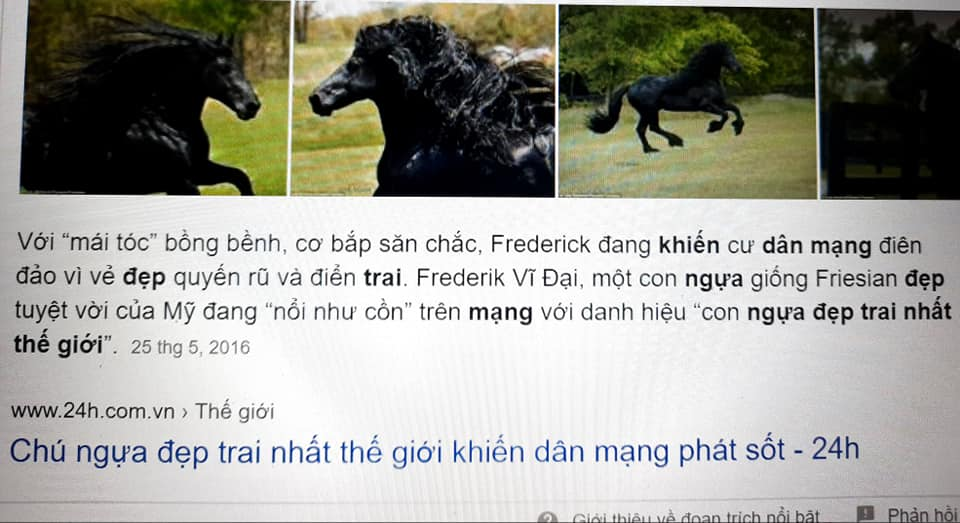 Với “mái tóc” bồng bềnh, cơ bắp săn chắc, Frederick đang khiến cư dân mạng điên
đảo vì vẻ đẹp quyến rũ và điển trai. Frederik Vĩ Đại, một con ngựa giống Friesian đẹp
tuyệt vời của Mỹ đang “nổi như cồn” trên mạng với danh hiệu “con ngựa đẹp trai nhất
thế giới”. 25 thg 5, 2016
www.24h.com.vn › Thế giới
Chú ngựa đẹp trai nhất thế giới khiến dân mạng phát sốt - 24h
Giới thiệu về đoạn trích nổi bật
Phản hồi